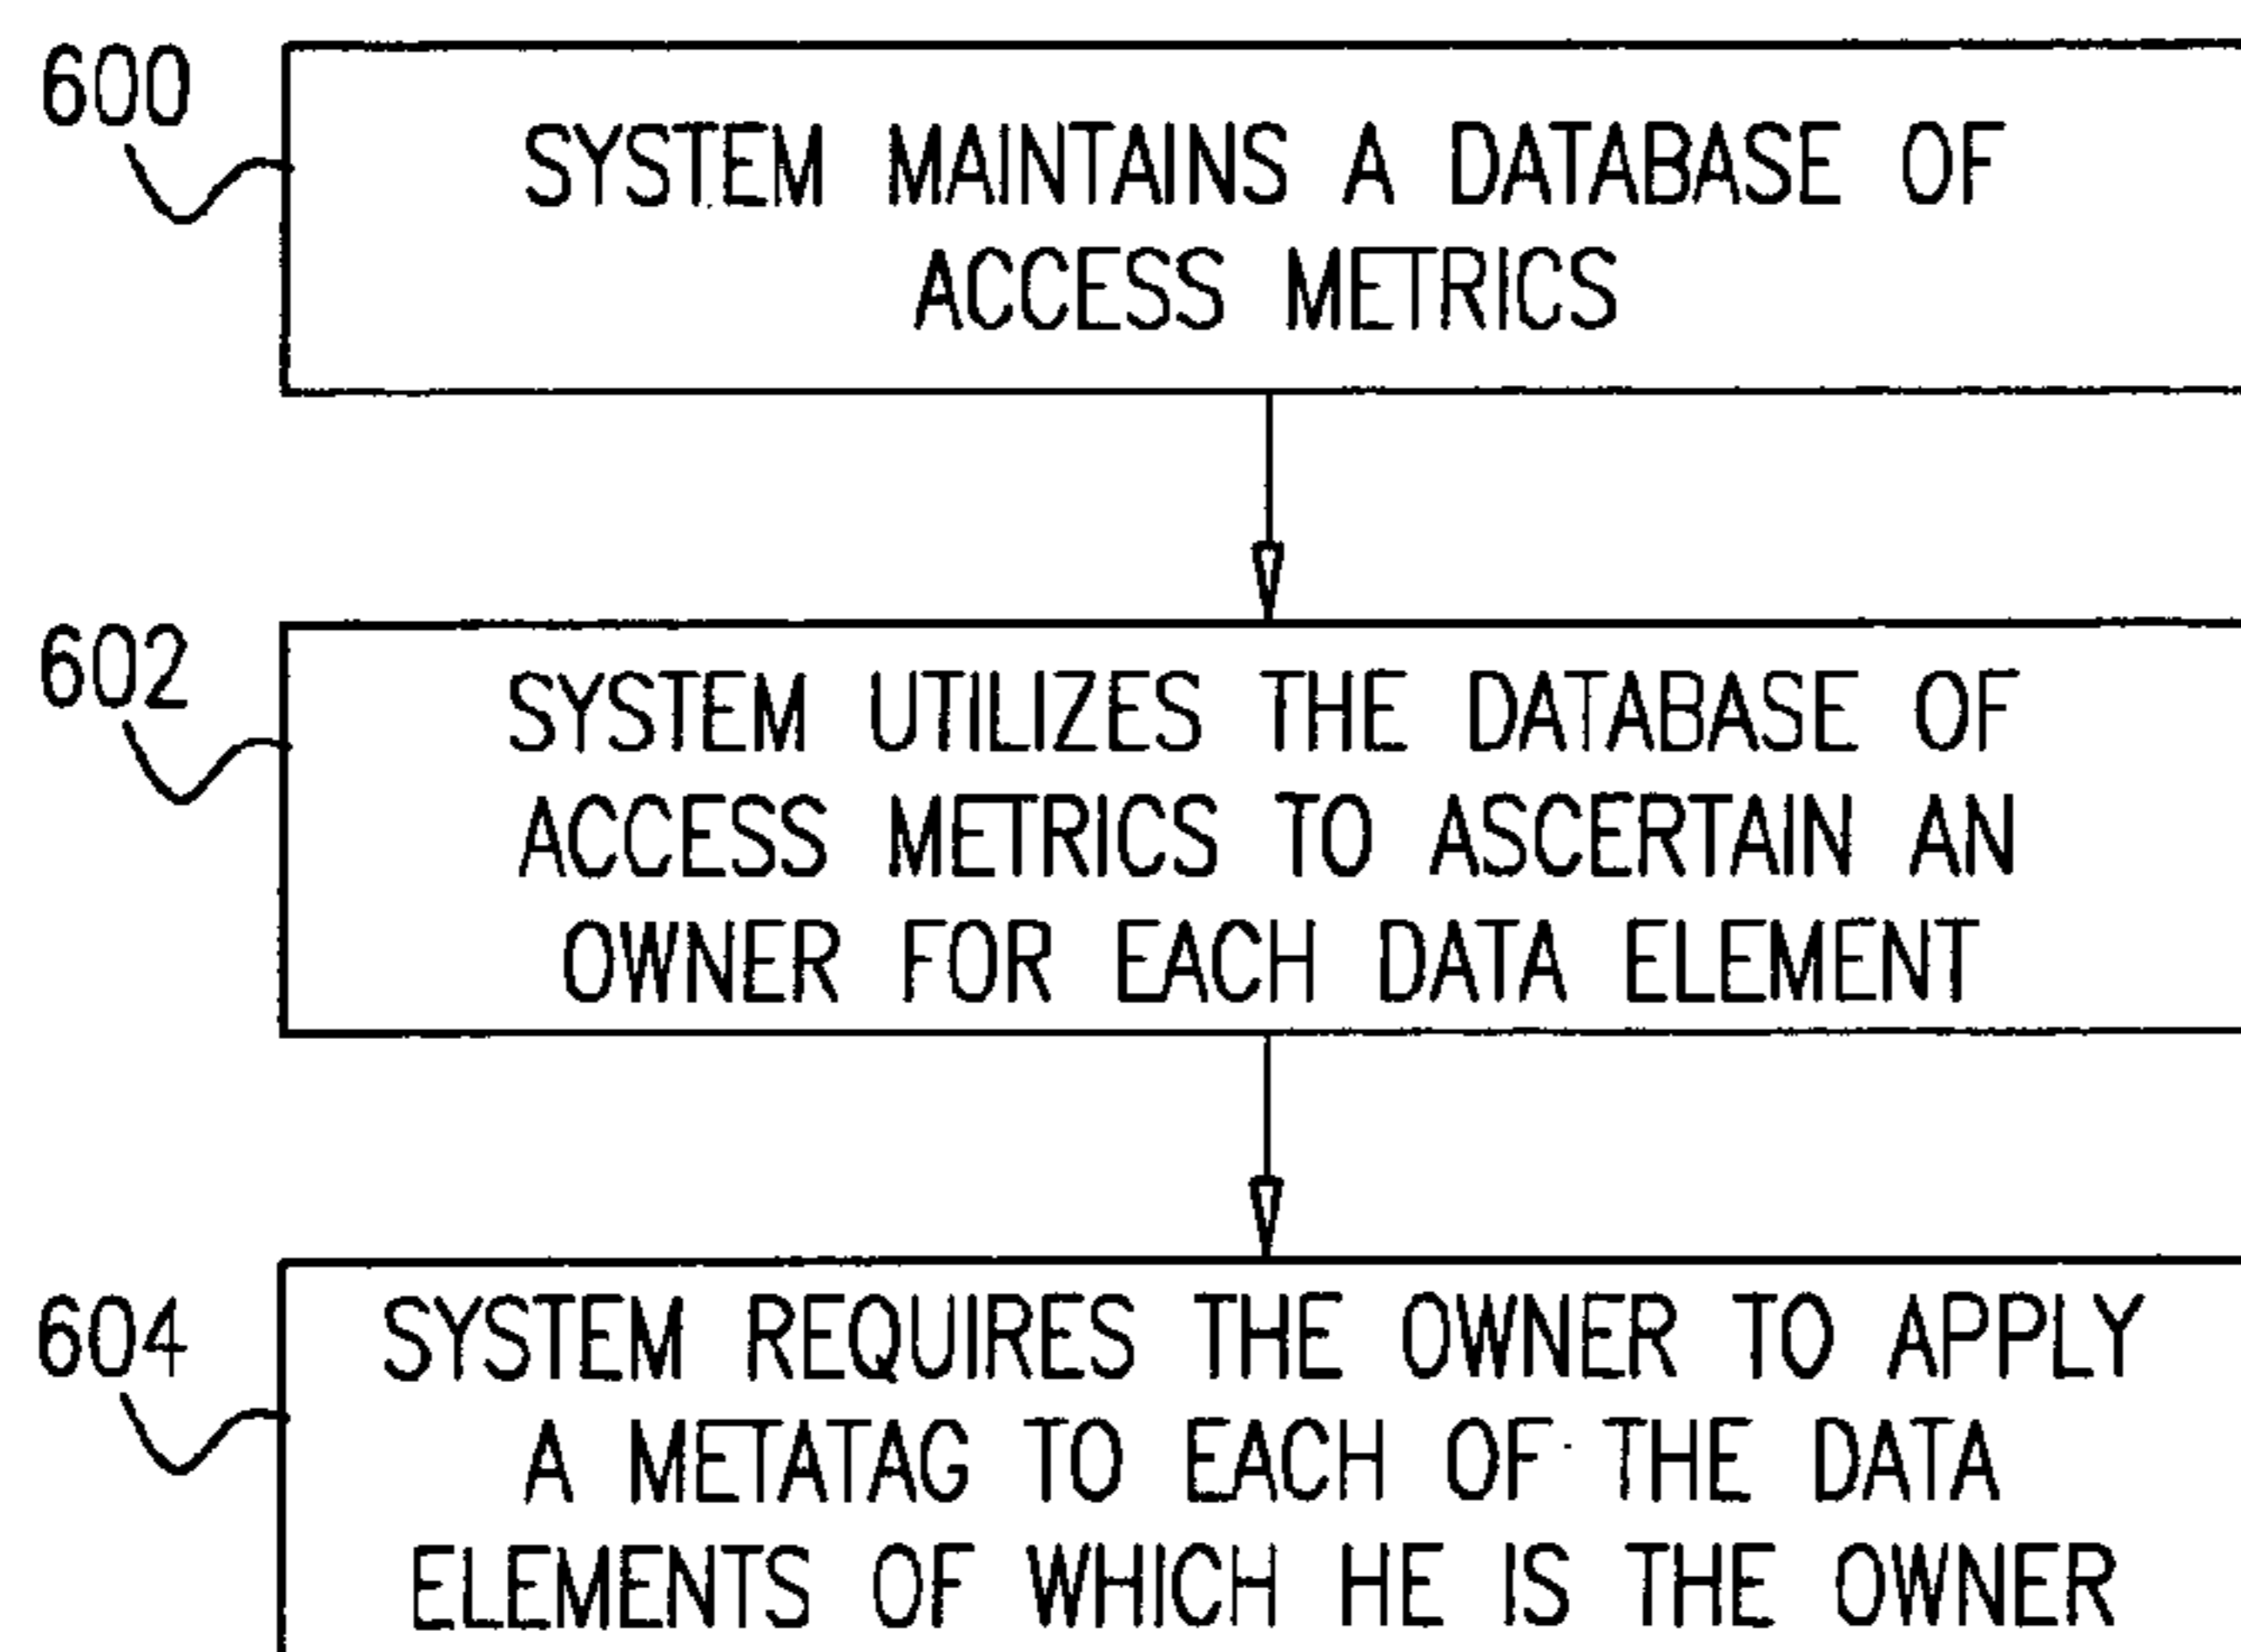 600
SYSTEM MAINTAINS A DATABASE OF
ACCESS METRICS
602
SYSTEM UTILIZES THE DATABASE OF
ACCESS METRICS TO ASCERTAIN AN
OWNER FOR EACH DATA ELEMENT
604
SYSTEM REQUIRES THE OWNER TO APPLY
A METATAG TO EACH OF THE DATA
ELEMENTS OF WHICH HE IS THE OWNER